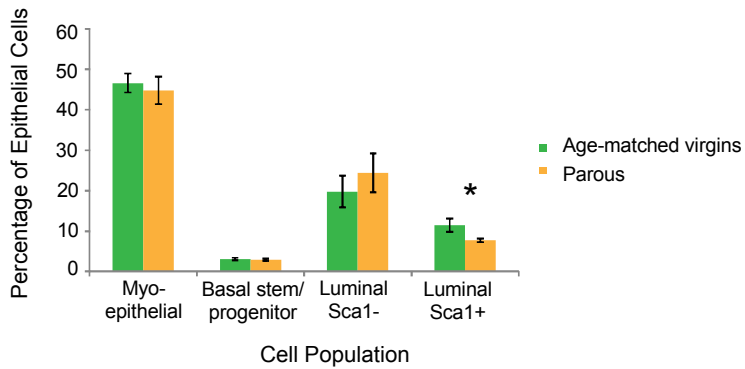 Percentage of Epithelial Cells
60
50
40
30
20
10
0
*
Age-matched virgins
Parous
Myo-
epithelial
Basal stem/
progenitor
Luminal
Sca1-
Luminal
Sca1+
Cell Population